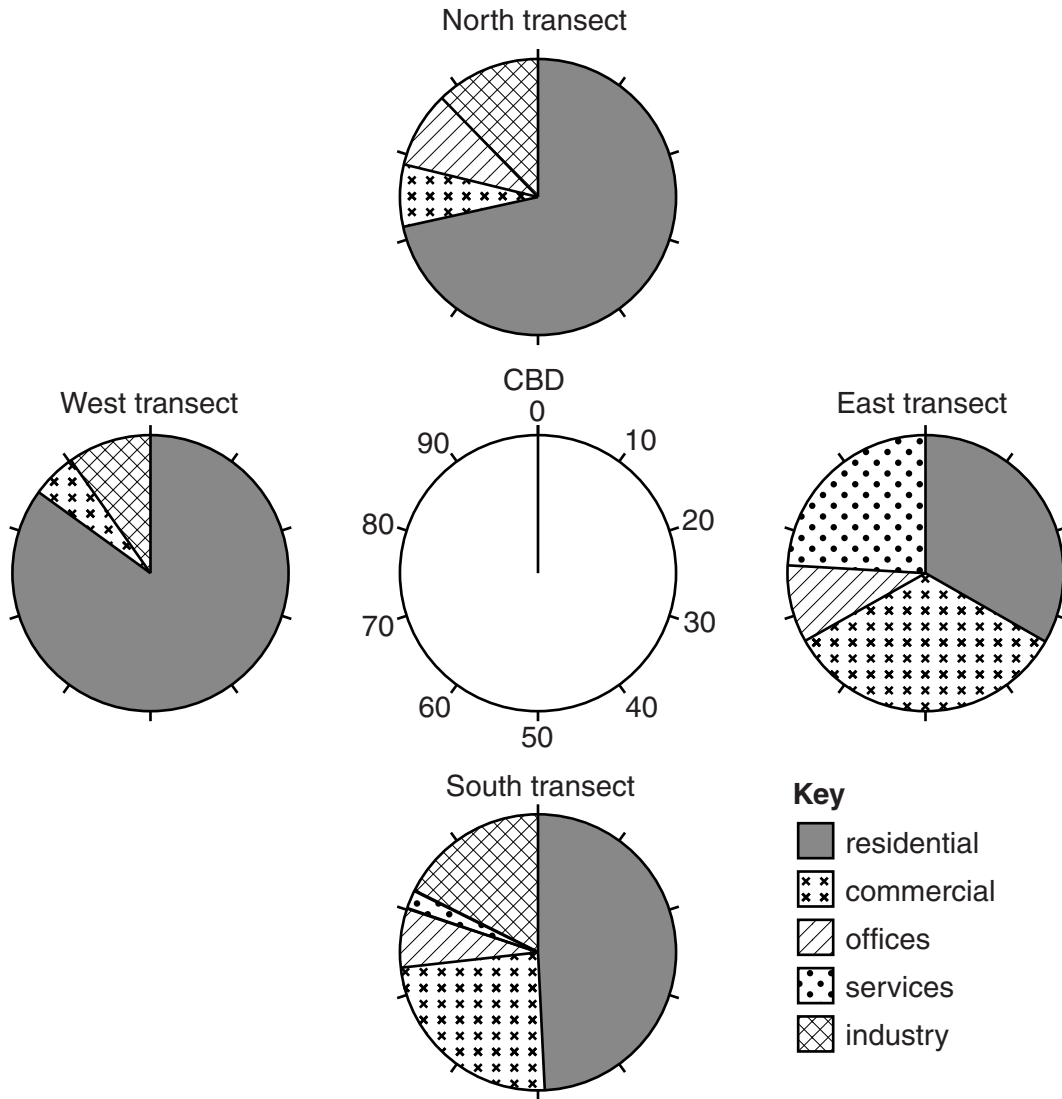 North transect
West transect
CBD
East transect
0
90
10
80
20
70
30
60
40
50
South transect
Key
residential
commercial
offices
services
industry